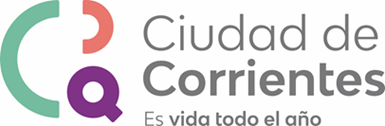 Ciudad de
Corrientes
Es vida todo el año